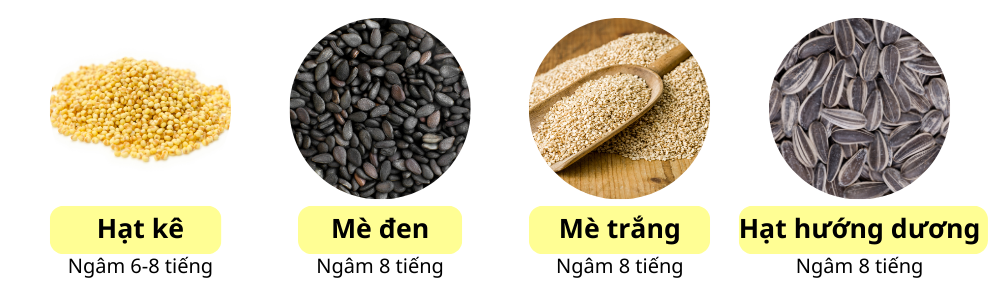 Hạt kê
Ngâm 6-8 tiếng
Mè đen
Ngâm 8 tiếng
Mè trắng
Ngâm 8 tiếng
Hạt hướng dương
Ngâm 8 tiếng